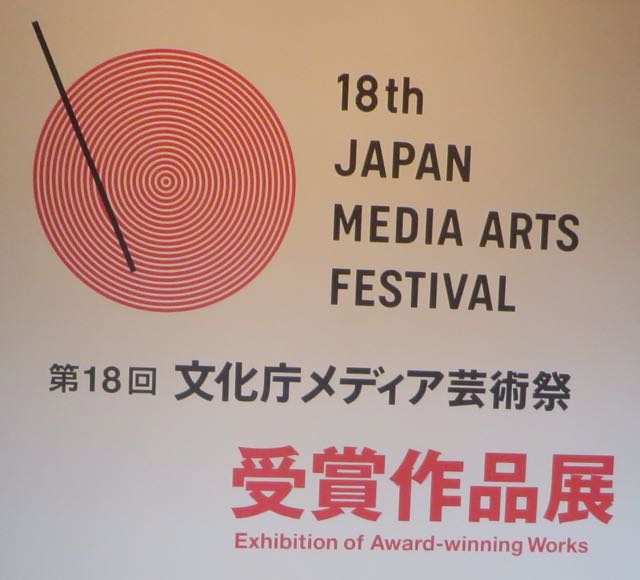 18th
JAPAN
MEDIA ARTS
FESTIVAL
第18回 文化庁メディア芸術祭
受賞作品展
Exhibition of Award-winning Works